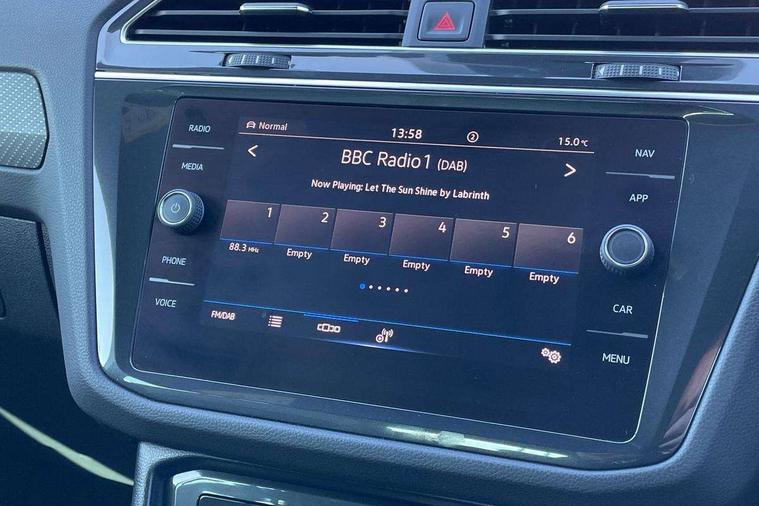 RADIO
MEDIA
PHONE
VOICE
Normal 13:58 2 15.0°C
< BBC Radio 1 (DAB) >
Now Playing: Let The Sun Shine by Labrinth
1 2 3 4 5 6
88.3 MHz Empty Empty Empty Empty Empty
FM/DAB
NAV
APP
CAR
MENU